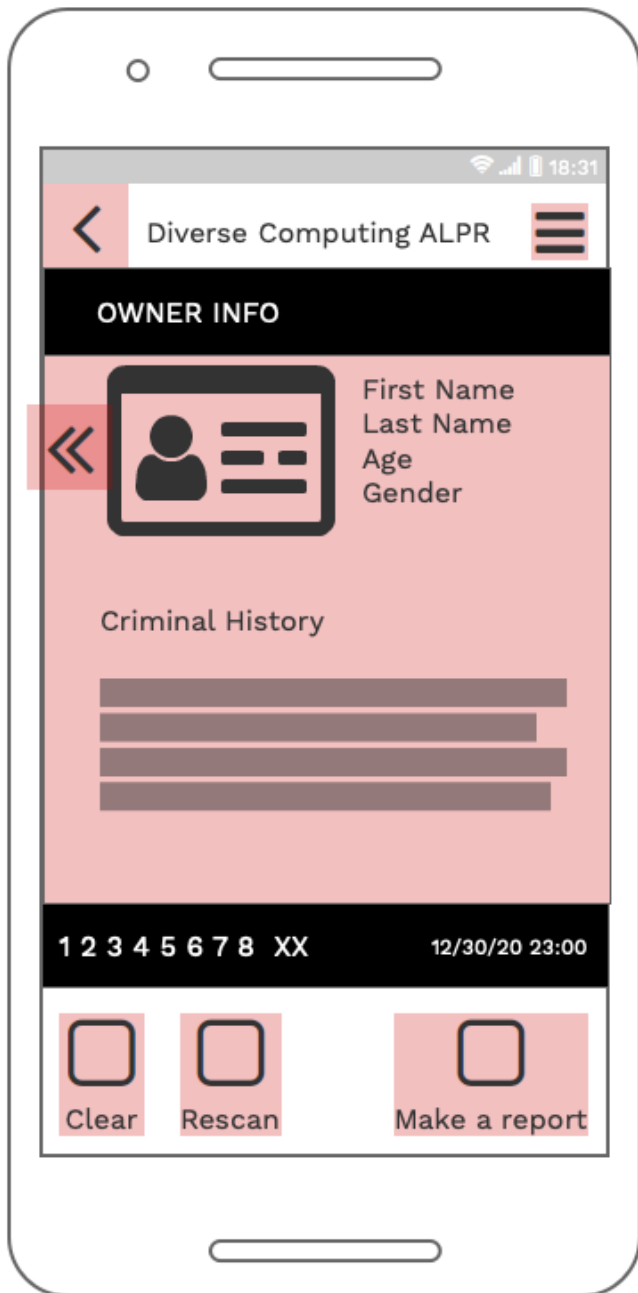 18:31
Diverse Computing ALPR
OWNER INFO
First Name
Last Name
Age
Gender
Criminal History
1 2 3 4 5 6 7 8 XX 12/30/20 23:00
Clear Rescan Make a report